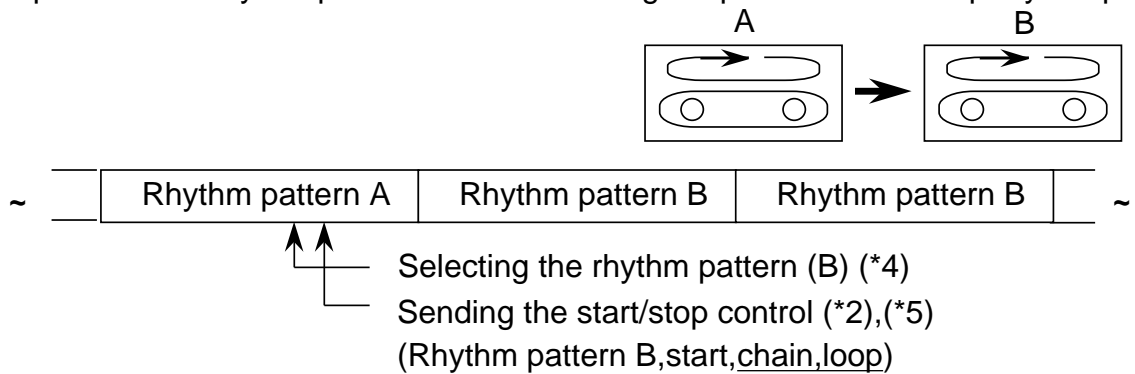 A B
~ Rhythm pattern A Rhythm pattern B Rhythm pattern B ~
Selecting the rhythm pattern (B) (*4)
Sending the start/stop control (*2),(*5)
(Rhythm pattern B,start,chain,loop)